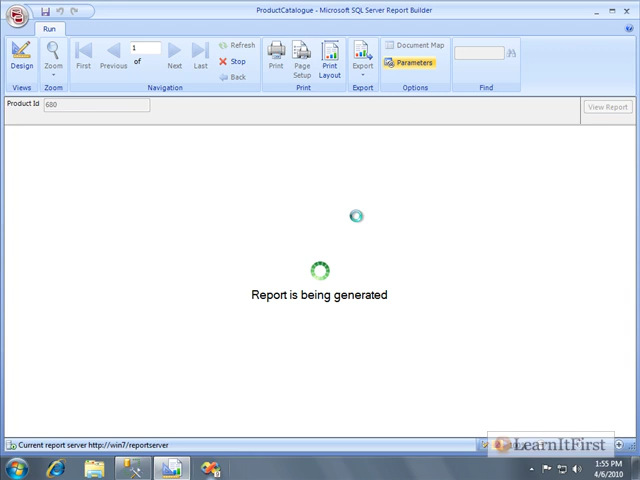 ProductCatalogue - Microsoft SQL Server Report Builder
Run
Design
Zoom
First
Previous
1
of
Next
Last
Refresh
Stop
Back
Print
Page Setup
Print Layout
Export
Document Map
Parameters
Views
Zoom
Navigation
Print
Export
Options
Find
Product Id
680
View Report
Report is being generated
Current report server http://win7/reportserver
LearnItFirst
1:55 PM
4/6/2010